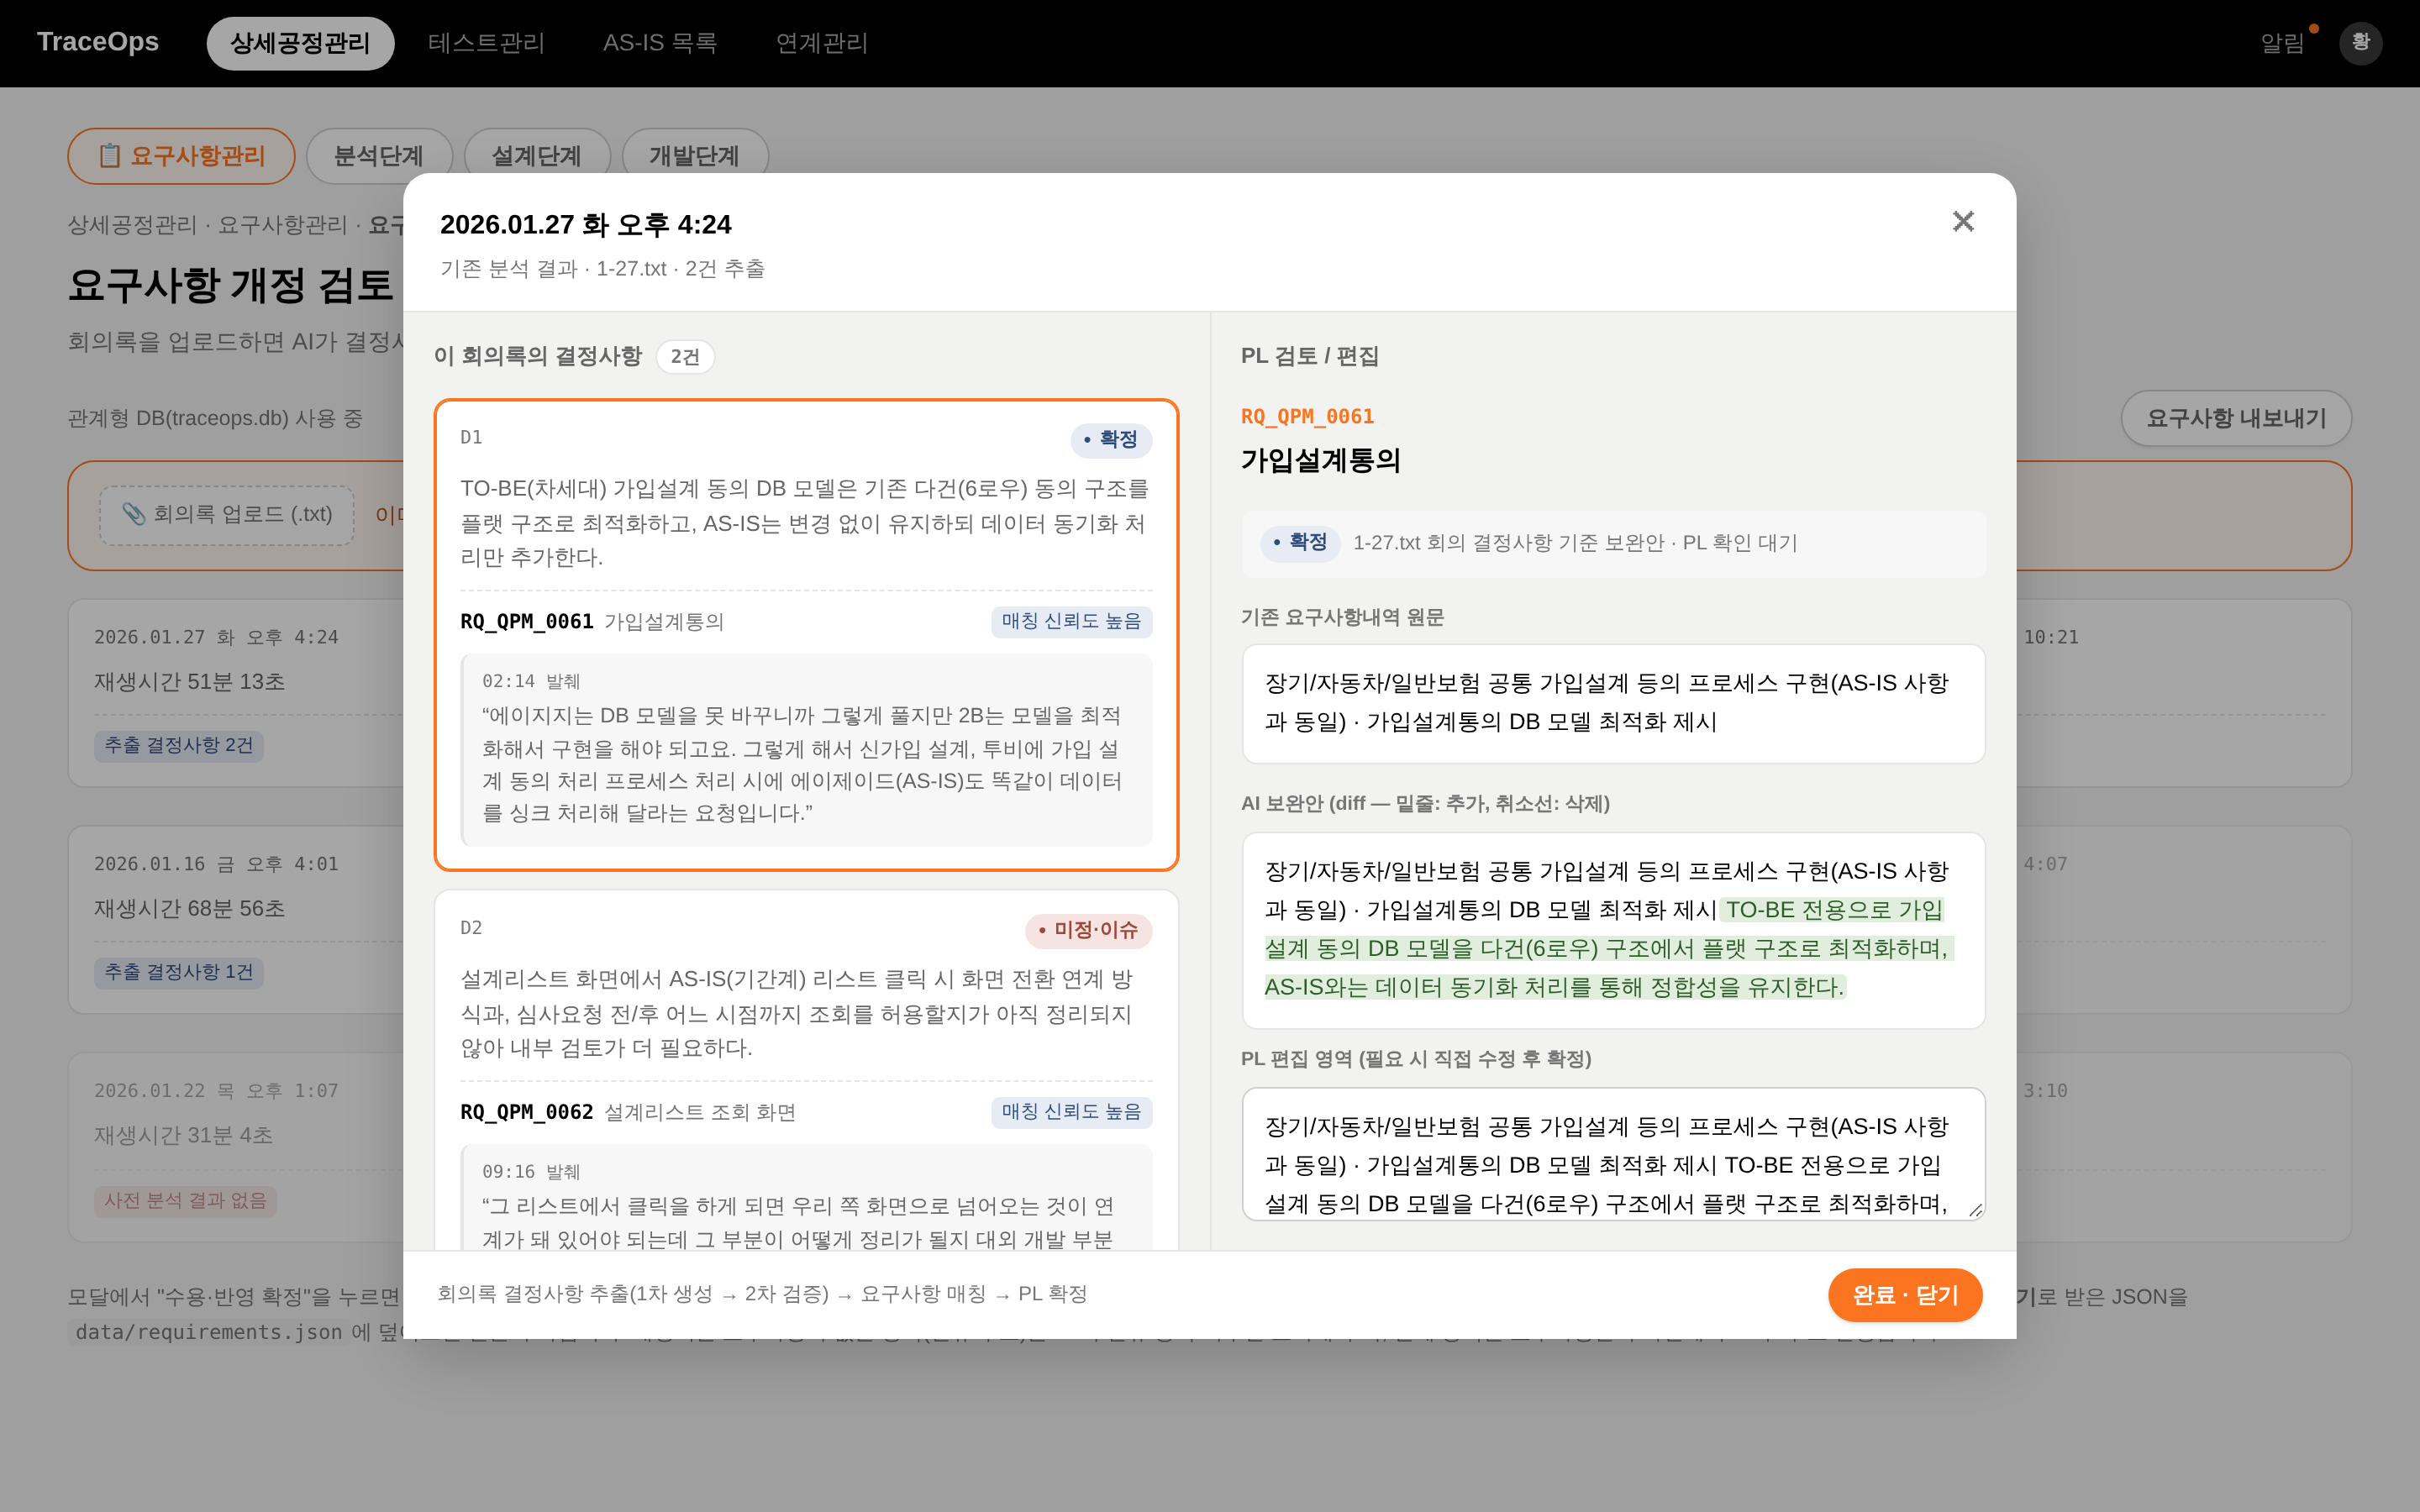 TraceOps 상세공정관리 테스트관리 AS-IS 목록 연계관리 알림 황
📋 요구사항관리 분석단계 설계단계 개발단계
상세공정관리 · 요구사항관리 ·
요구사항 개정 검토
회의록을 업로드하면 AI가
관계형 DB(traceops.db) 사용 중
요구사항 내보내기
📎 회의록 업로드 (.txt)
2026.01.27 화 오후 4:24
재생시간 51분 13초
추출 결정사항 2건
2026.01.16 금 오후 4:01
재생시간 68분 56초
추출 결정사항 1건
2026.01.22 목 오후 1:07
재생시간 31분 4초
사전 분석 결과 없음
10:21
4:07
3:10
모달에서 "수용·반영 확정"을 누르면
로 받은 JSON을
data/requirements.json 에
2026.01.27 화 오후 4:24
✕
기존 분석 결과 · 1-27.txt · 2건 추출
이 회의록의 결정사항 2건
D1 • 확정
TO-BE(차세대) 가입설계 동의 DB 모델은 기존 다건(6로우) 동의 구조를
플랫 구조로 최적화하고, AS-IS는 변경 없이 유지하되 데이터 동기화 처
리만 추가한다.
RQ_QPM_0061 가입설계통의 매칭 신뢰도 높음
02:14 발췌
“에이지지는 DB 모델을 못 바꾸니까 그렇게 풀지만 2B는 모델을 최적
화해서 구현을 해야 되고요. 그렇게 해서 신가입 설계, 투비에 가입 설
계 동의 처리 프로세스 처리 시에 에이제이드(AS-IS)도 똑같이 데이터
를 싱크 처리해 달라는 요청입니다.”
D2 • 미정·이슈
설계리스트 화면에서 AS-IS(기간계) 리스트 클릭 시 화면 전환 연계 방
식과, 심사요청 전/후 어느 시점까지 조회를 허용할지가 아직 정리되지
않아 내부 검토가 더 필요하다.
RQ_QPM_0062 설계리스트 조회 화면 매칭 신뢰도 높음
09:16 발췌
“그 리스트에서 클릭을 하게 되면 우리 쪽 화면으로 넘어오는 것이 연
계가 돼 있어야 되는데 그 부분이 어떻게 정리가 될지 대외 개발 부분
PL 검토 / 편집
RQ_QPM_0061
가입설계통의
• 확정 1-27.txt 회의 결정사항 기준 보완안 · PL 확인 대기
기존 요구사항내역 원문
장기/자동차/일반보험 공통 가입설계 등의 프로세스 구현(AS-IS 사항
과 동일) · 가입설계통의 DB 모델 최적화 제시
AI 보완안 (diff — 밑줄: 추가, 취소선: 삭제)
장기/자동차/일반보험 공통 가입설계 등의 프로세스 구현(AS-IS 사항
과 동일) · 가입설계통의 DB 모델 최적화 제시 TO-BE 전용으로 가입
설계 동의 DB 모델을 다건(6로우) 구조에서 플랫 구조로 최적화하며,
AS-IS와는 데이터 동기화 처리를 통해 정합성을 유지한다.
PL 편집 영역 (필요 시 직접 수정 후 확정)
장기/자동차/일반보험 공통 가입설계 등의 프로세스 구현(AS-IS 사항
과 동일) · 가입설계통의 DB 모델 최적화 제시 TO-BE 전용으로 가입
설계 동의 DB 모델을 다건(6로우) 구조에서 플랫 구조로 최적화하며,
회의록 결정사항 추출(1차 생성 → 2차 검증) → 요구사항 매칭 → PL 확정
완료 · 닫기